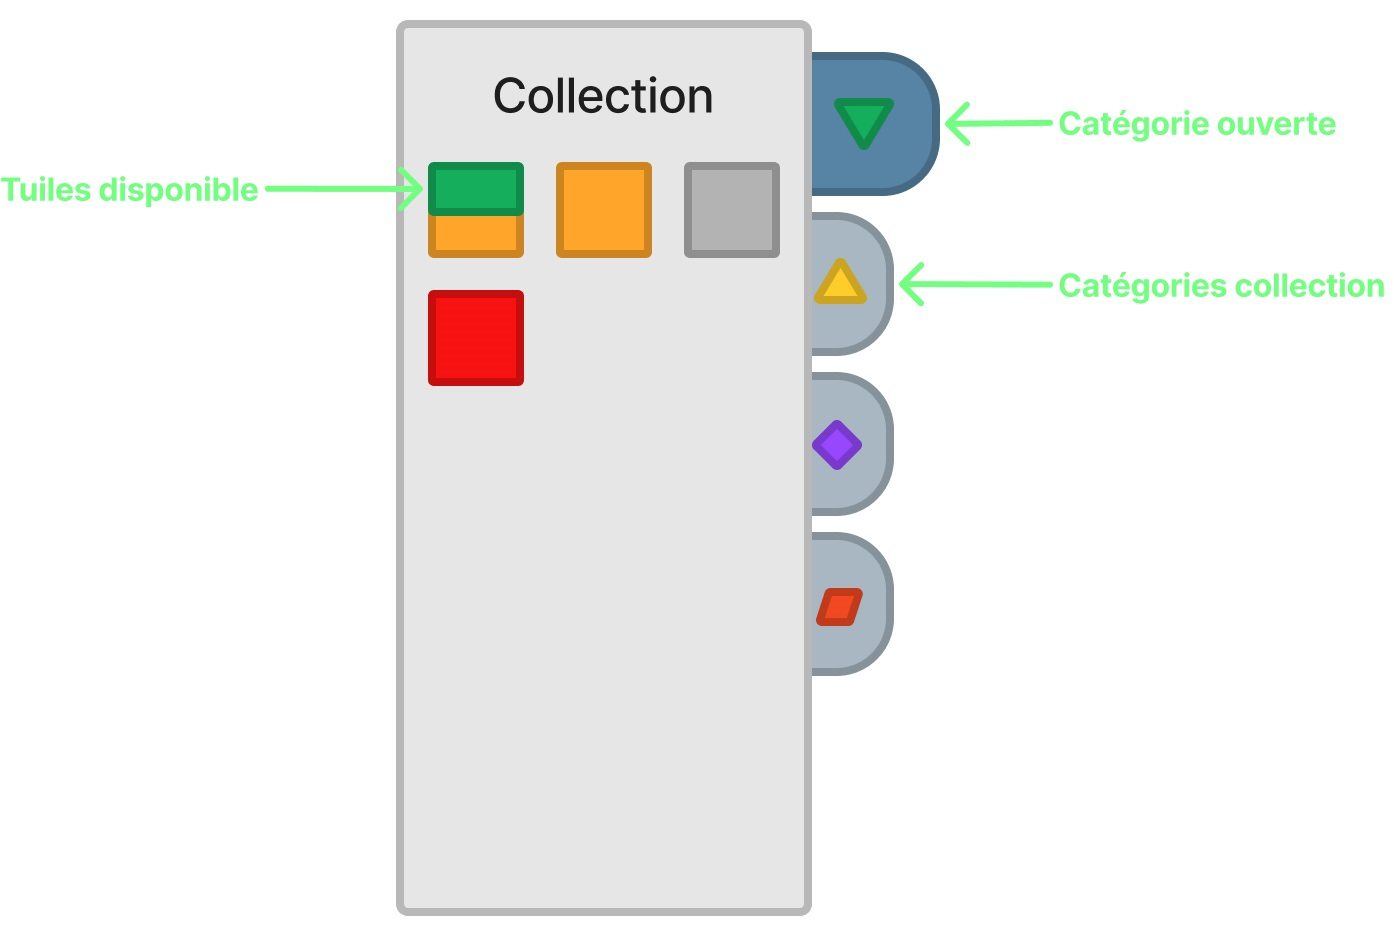 Collection
Catégorie ouverte
Tuiles disponible
Catégories collection